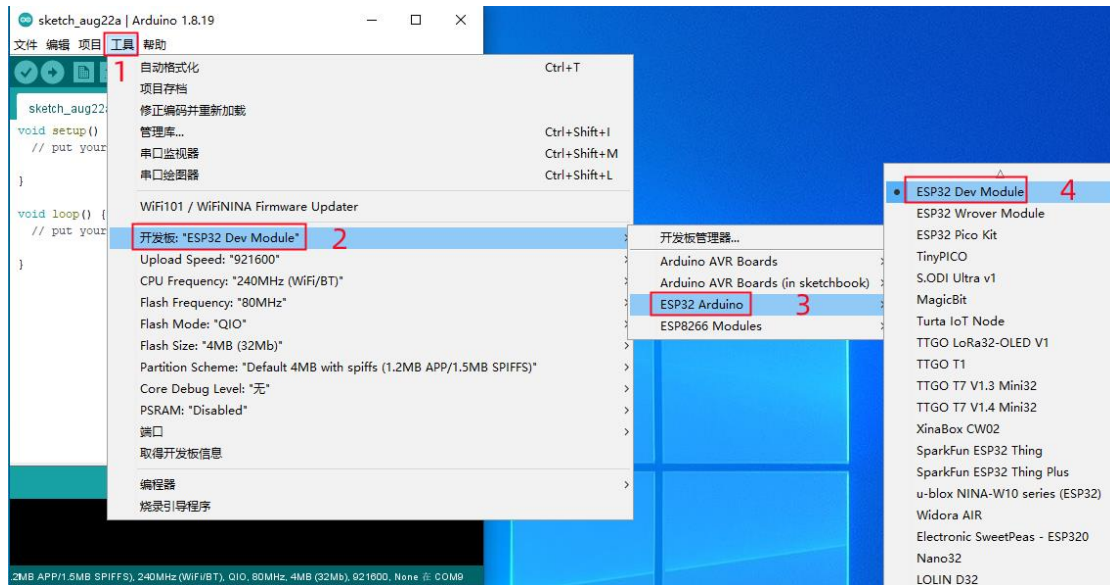 sketch_aug22a | Arduino 1.8.19
文件 编辑 项目 工具 帮助
1
sketch_aug22a
void setup()
// put your
}
void loop() {
// put your
}
自动格式化 Ctrl+T
项目存档
修正编码并重新加载
管理库... Ctrl+Shift+I
串口监视器 Ctrl+Shift+M
串口绘图器 Ctrl+Shift+L
WiFi101 / WiFiNINA Firmware Updater
开发板: "ESP32 Dev Module" 2
Upload Speed: "921600"
CPU Frequency: "240MHz (WiFi/BT)"
Flash Frequency: "80MHz"
Flash Mode: "QIO"
Flash Size: "4MB (32Mb)"
Partition Scheme: "Default 4MB with spiffs (1.2MB APP/1.5MB SPIFFS)"
Core Debug Level: "无"
PSRAM: "Disabled"
端口
取得开发板信息
编程器
烧录引导程序
开发板管理器...
Arduino AVR Boards
Arduino AVR Boards (in sketchbook)
ESP32 Arduino 3
ESP8266 Modules
ESP32 Dev Module 4
ESP32 Wrover Module
ESP32 Pico Kit
TinyPICO
S.ODI Ultra v1
MagicBit
Turta IoT Node
TTGO LoRa32-OLED V1
TTGO T1
TTGO T7 V1.3 Mini32
TTGO T7 V1.4 Mini32
XinaBox CW02
SparkFun ESP32 Thing
SparkFun ESP32 Thing Plus
u-blox NINA-W10 series (ESP32)
Widora AIR
Electronic SweetPeas - ESP320
Nano32
LOLIN D32
.2MB APP/1.5MB SPIFFS), 240MHz (WiFi/BT), QIO, 80MHz, 4MB (32Mb), 921600, None 在 COM9